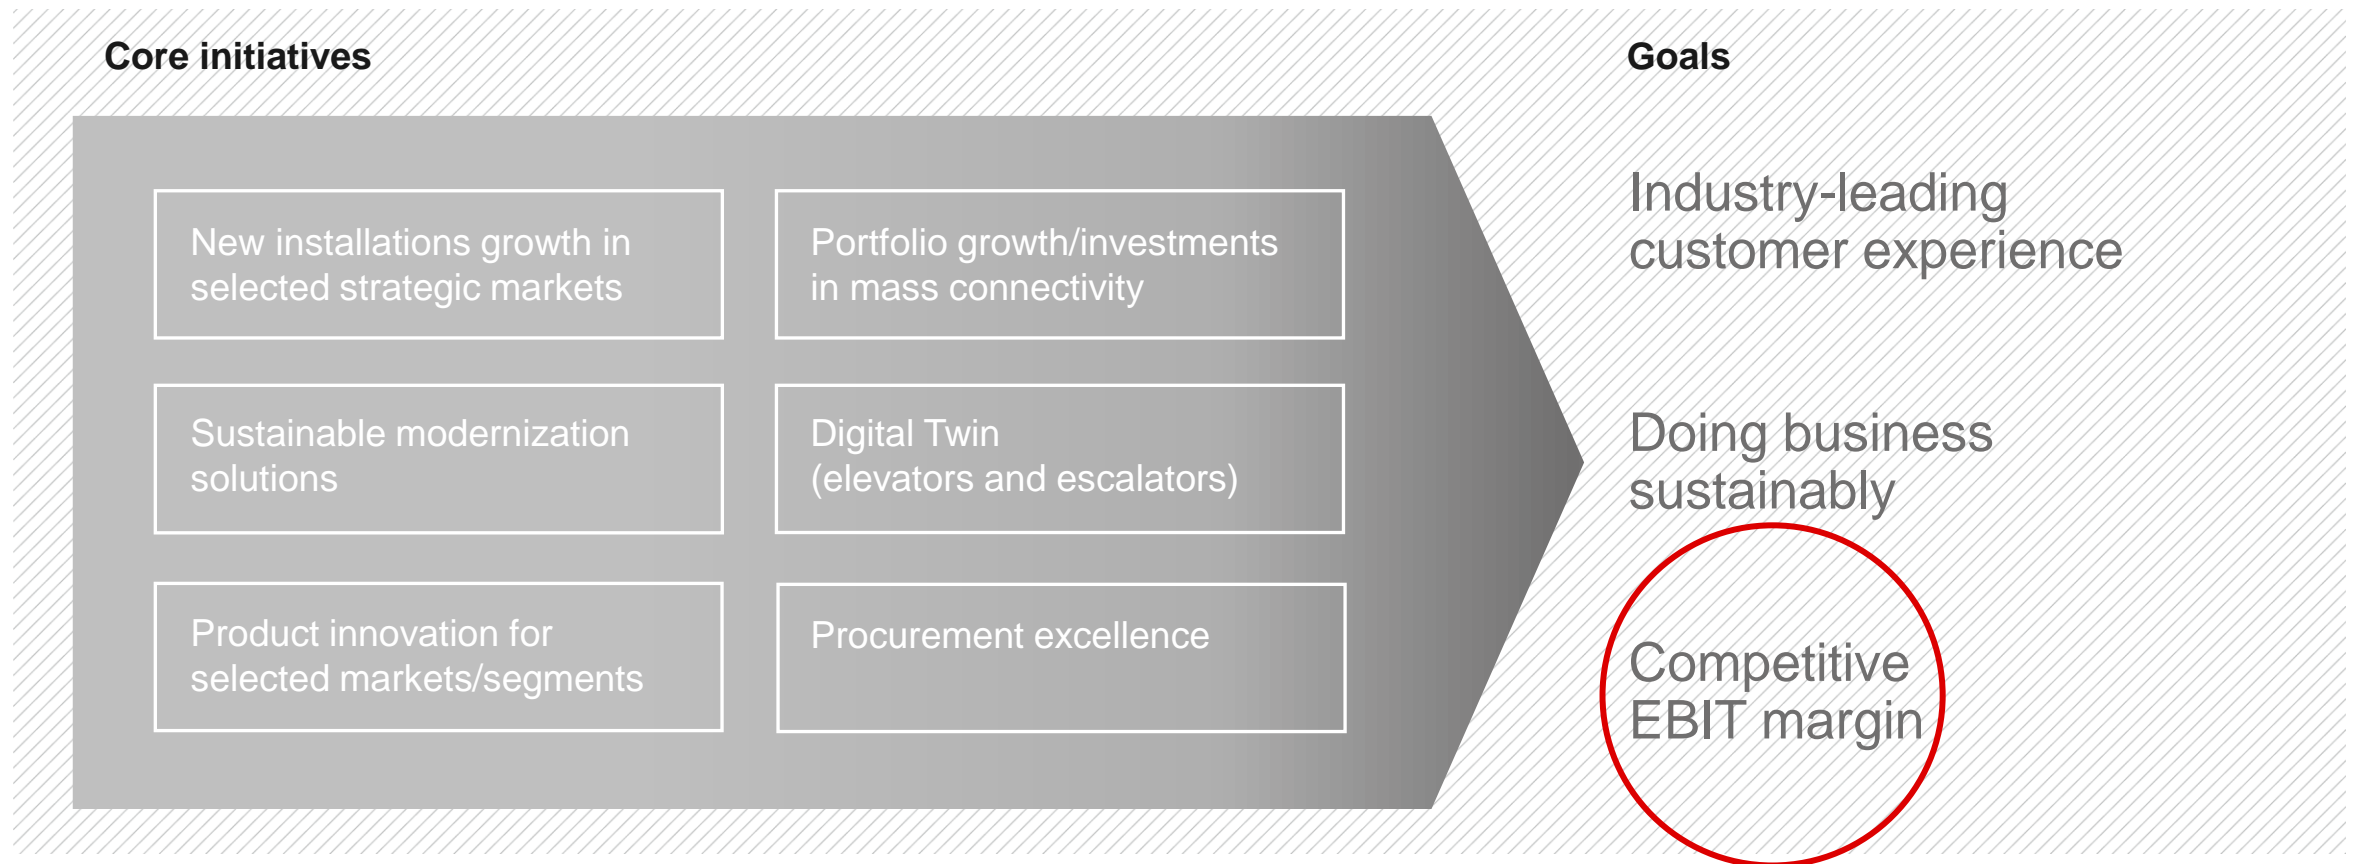 Core initiatives
Goals
New installations growth in
selected strategic markets
Portfolio growth/investments
in mass connectivity
Sustainable modernization
solutions
Digital Twin
(elevators and escalators)
Product innovation for
selected markets/segments
Procurement excellence
Industry-leading
customer experience
Doing business
sustainably
Competitive
EBIT margin